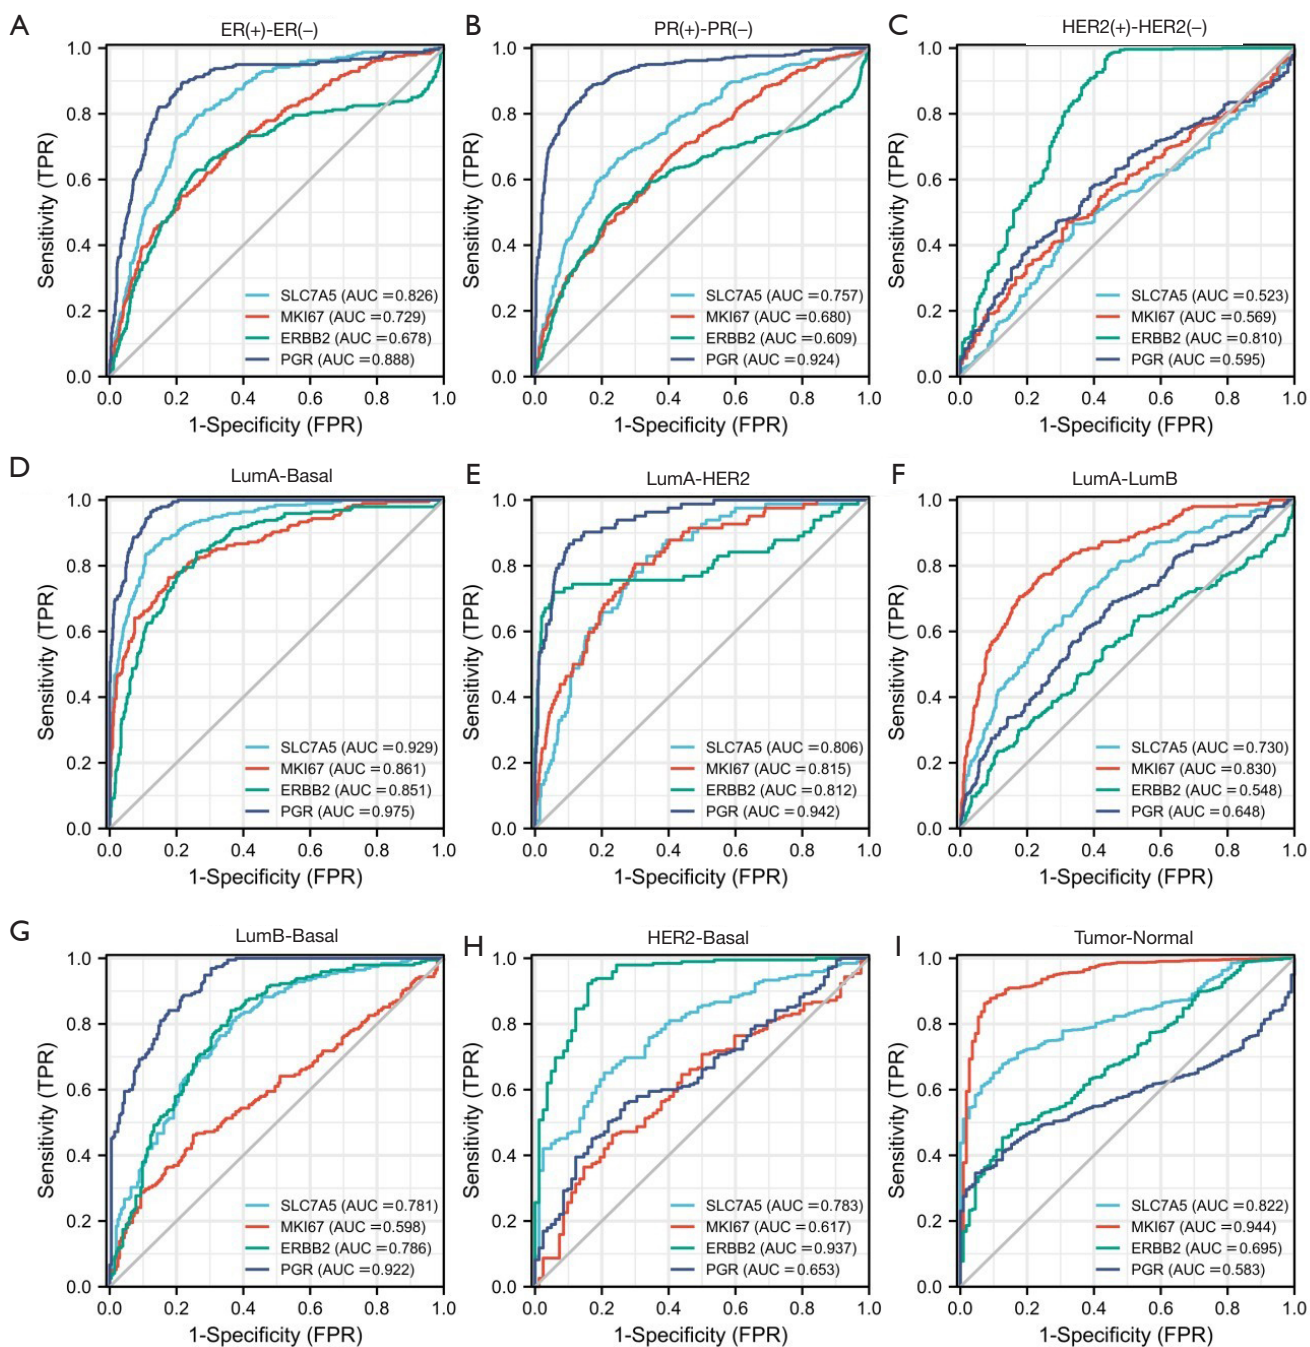 A
ER(+)-ER(–)
1.0
0.8
0.6
0.4
0.2
0.0
Sensitivity (TPR)
SLC7A5 (AUC = 0.826)
MKI67 (AUC = 0.729)
ERBB2 (AUC = 0.678)
PGR (AUC = 0.888)
0.0 0.2 0.4 0.6 0.8 1.0
1-Specificity (FPR)
B
PR(+)-PR(–)
1.0
0.8
0.6
0.4
0.2
0.0
Sensitivity (TPR)
SLC7A5 (AUC = 0.757)
MKI67 (AUC = 0.680)
ERBB2 (AUC = 0.609)
PGR (AUC = 0.924)
0.0 0.2 0.4 0.6 0.8 1.0
1-Specificity (FPR)
C
HER2(+)-HER2(–)
1.0
0.8
0.6
0.4
0.2
0.0
Sensitivity (TPR)
SLC7A5 (AUC = 0.523)
MKI67 (AUC = 0.569)
ERBB2 (AUC = 0.810)
PGR (AUC = 0.595)
0.0 0.2 0.4 0.6 0.8 1.0
1-Specificity (FPR)
D
LumA-Basal
1.0
0.8
0.6
0.4
0.2
0.0
Sensitivity (TPR)
SLC7A5 (AUC = 0.929)
MKI67 (AUC = 0.861)
ERBB2 (AUC = 0.851)
PGR (AUC = 0.975)
0.0 0.2 0.4 0.6 0.8 1.0
1-Specificity (FPR)
E
LumA-HER2
1.0
0.8
0.6
0.4
0.2
0.0
Sensitivity (TPR)
SLC7A5 (AUC = 0.806)
MKI67 (AUC = 0.815)
ERBB2 (AUC = 0.812)
PGR (AUC = 0.942)
0.0 0.2 0.4 0.6 0.8 1.0
1-Specificity (FPR)
F
LumA-LumB
1.0
0.8
0.6
0.4
0.2
0.0
Sensitivity (TPR)
SLC7A5 (AUC = 0.730)
MKI67 (AUC = 0.830)
ERBB2 (AUC = 0.548)
PGR (AUC = 0.648)
0.0 0.2 0.4 0.6 0.8 1.0
1-Specificity (FPR)
G
LumB-Basal
1.0
0.8
0.6
0.4
0.2
0.0
Sensitivity (TPR)
SLC7A5 (AUC = 0.781)
MKI67 (AUC = 0.598)
ERBB2 (AUC = 0.786)
PGR (AUC = 0.922)
0.0 0.2 0.4 0.6 0.8 1.0
1-Specificity (FPR)
H
HER2-Basal
1.0
0.8
0.6
0.4
0.2
0.0
Sensitivity (TPR)
SLC7A5 (AUC = 0.783)
MKI67 (AUC = 0.617)
ERBB2 (AUC = 0.937)
PGR (AUC = 0.653)
0.0 0.2 0.4 0.6 0.8 1.0
1-Specificity (FPR)
I
Tumor-Normal
1.0
0.8
0.6
0.4
0.2
0.0
Sensitivity (TPR)
SLC7A5 (AUC = 0.822)
MKI67 (AUC = 0.944)
ERBB2 (AUC = 0.695)
PGR (AUC = 0.583)
0.0 0.2 0.4 0.6 0.8 1.0
1-Specificity (FPR)